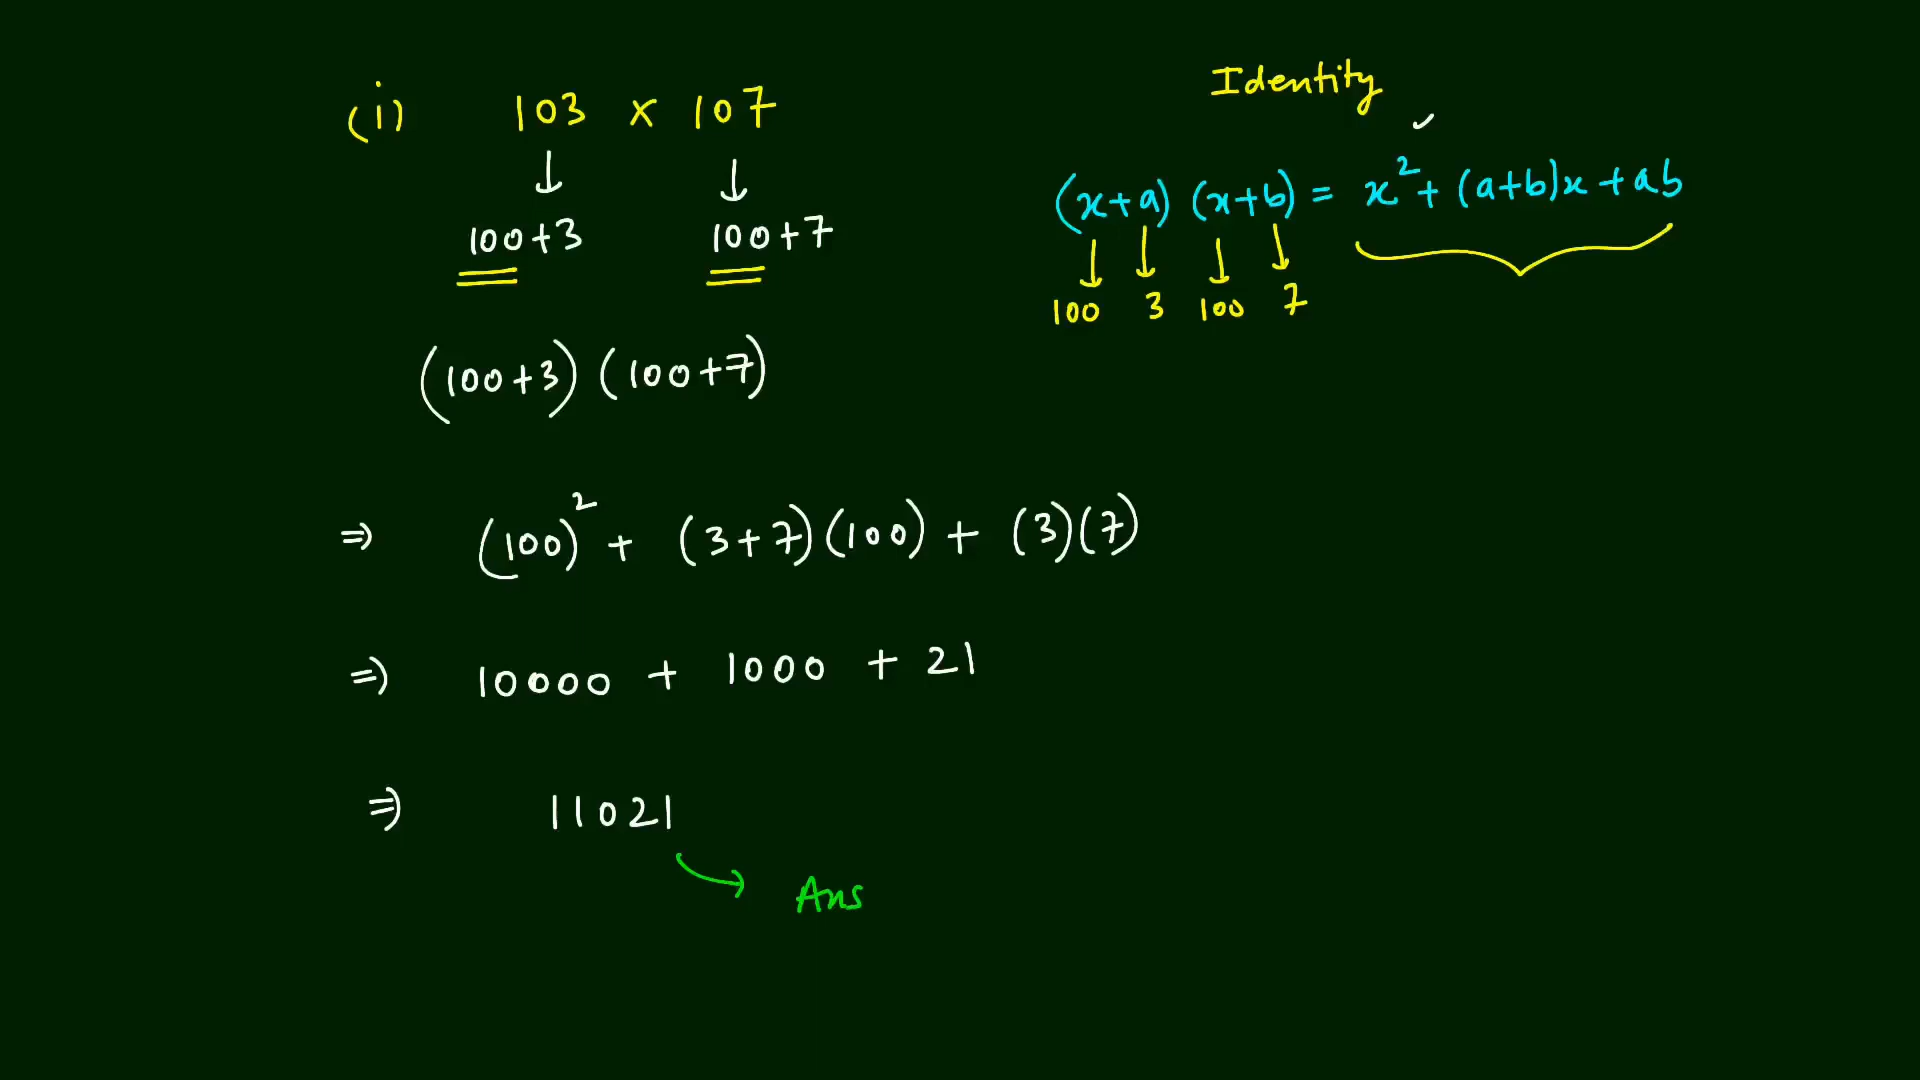 (i) 103 × 107
↓ ↓
100+3 100+7
(100+3) (100+7)
⇒ (100)² + (3+7)(100) + (3)(7)
⇒ 10000 + 1000 + 21
⇒ 11021
→ Ans
Identity
✓
(x+a) (x+b) = x² + (a+b)x + ab
↓ ↓ ↓ ↓
100 3 100 7